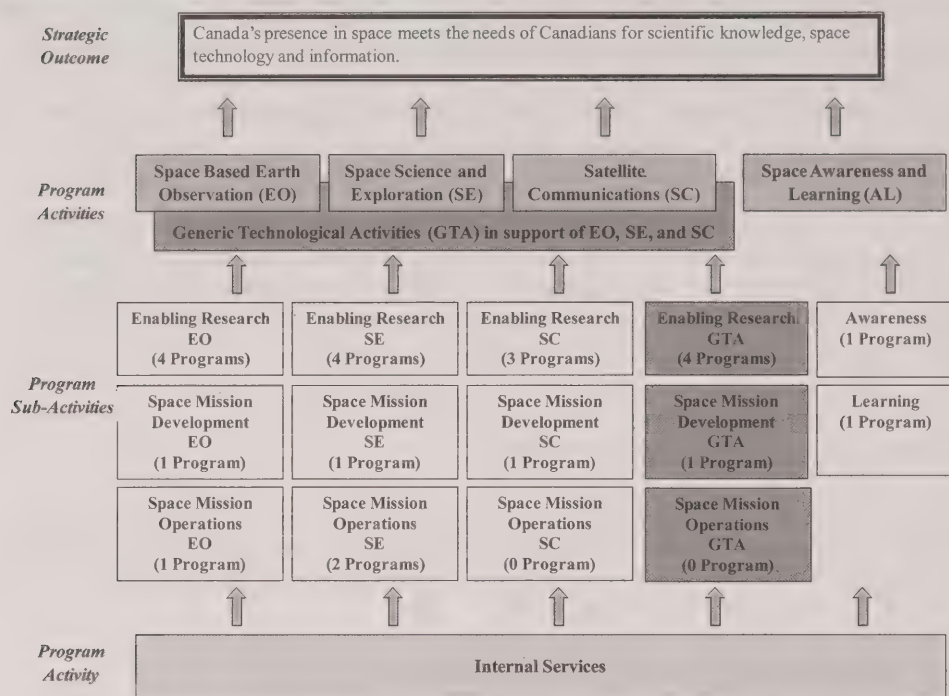 Strategic
Outcome
Canada's presence in space meets the needs of Canadians for scientific knowledge, space
technology and information.
Program
Activities
Space Based Earth
Observation (EO)
Space Science and
Exploration (SE)
Satellite
Communications (SC)
Space Awareness and
Learning (AL)
Generic Technological Activities (GTA) in support of EO, SE, and SC
Program
Sub-Activities
Enabling Research
EO
(4 Programs)
Enabling Research
SE
(4 Programs)
Enabling Research
SC
(3 Programs)
Enabling Research
GTA
(4 Programs)
Awareness
(1 Program)
Space Mission
Development
EO
(1 Program)
Space Mission
Development
SE
(1 Program)
Space Mission
Development
SC
(1 Program)
Space Mission
Development
GTA
(1 Program)
Learning
(1 Program)
Space Mission
Operations
EO
(1 Program)
Space Mission
Operations
SE
(2 Programs)
Space Mission
Operations
SC
(0 Program)
Space Mission
Operations
GTA
(0 Program)
Program
Activity
Internal Services